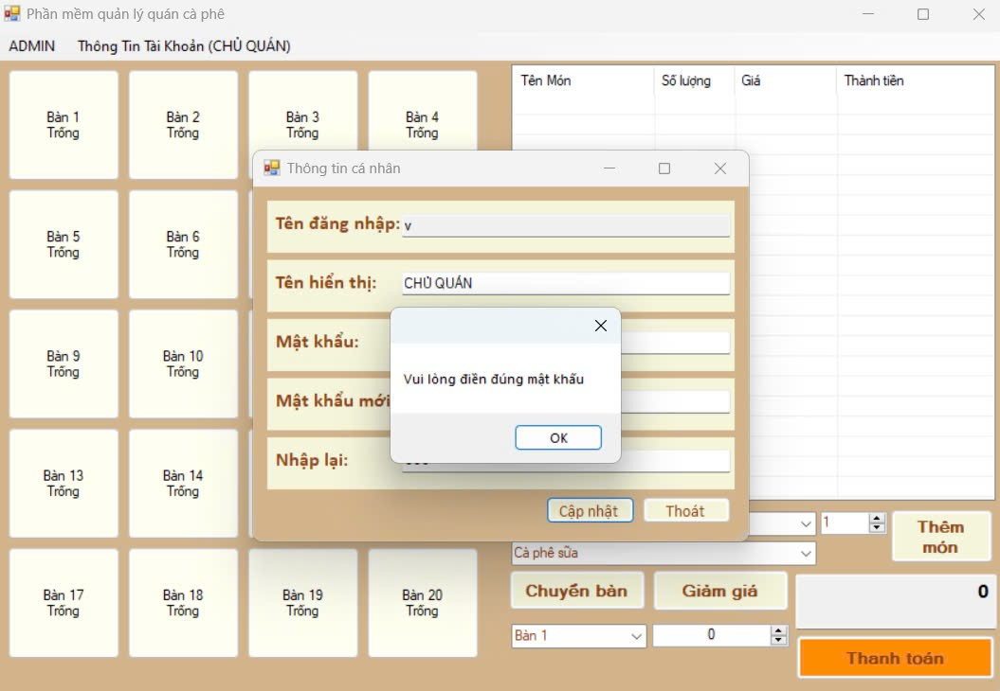 Phần mềm quản lý quán cà phê
ADMIN Thông Tin Tài Khoản (CHỦ QUÁN)
Bàn 1
Trống
Bàn 2
Trống
Bàn 3
Trống
Bàn 4
Trống
Tên Món Số lượng Giá Thành tiền
Thông tin cá nhân
Tên đăng nhập: v
Tên hiển thị: CHỦ QUÁN
Mật khẩu:
Mật khẩu mới
Nhập lại:
Vui lòng điền đúng mật khấu
OK
Cập nhật Thoát
Bàn 5
Trống
Bàn 6
Trống
Bàn 9
Trống
Bàn 10
Trống
Bàn 13
Trống
Bàn 14
Trống
Bàn 17
Trống
Bàn 18
Trống
Bàn 19
Trống
Bàn 20
Trống
1
Thêm
món
Cà phê sữa
Chuyển bàn Giảm giá
0
Bàn 1 0
Thanh toán